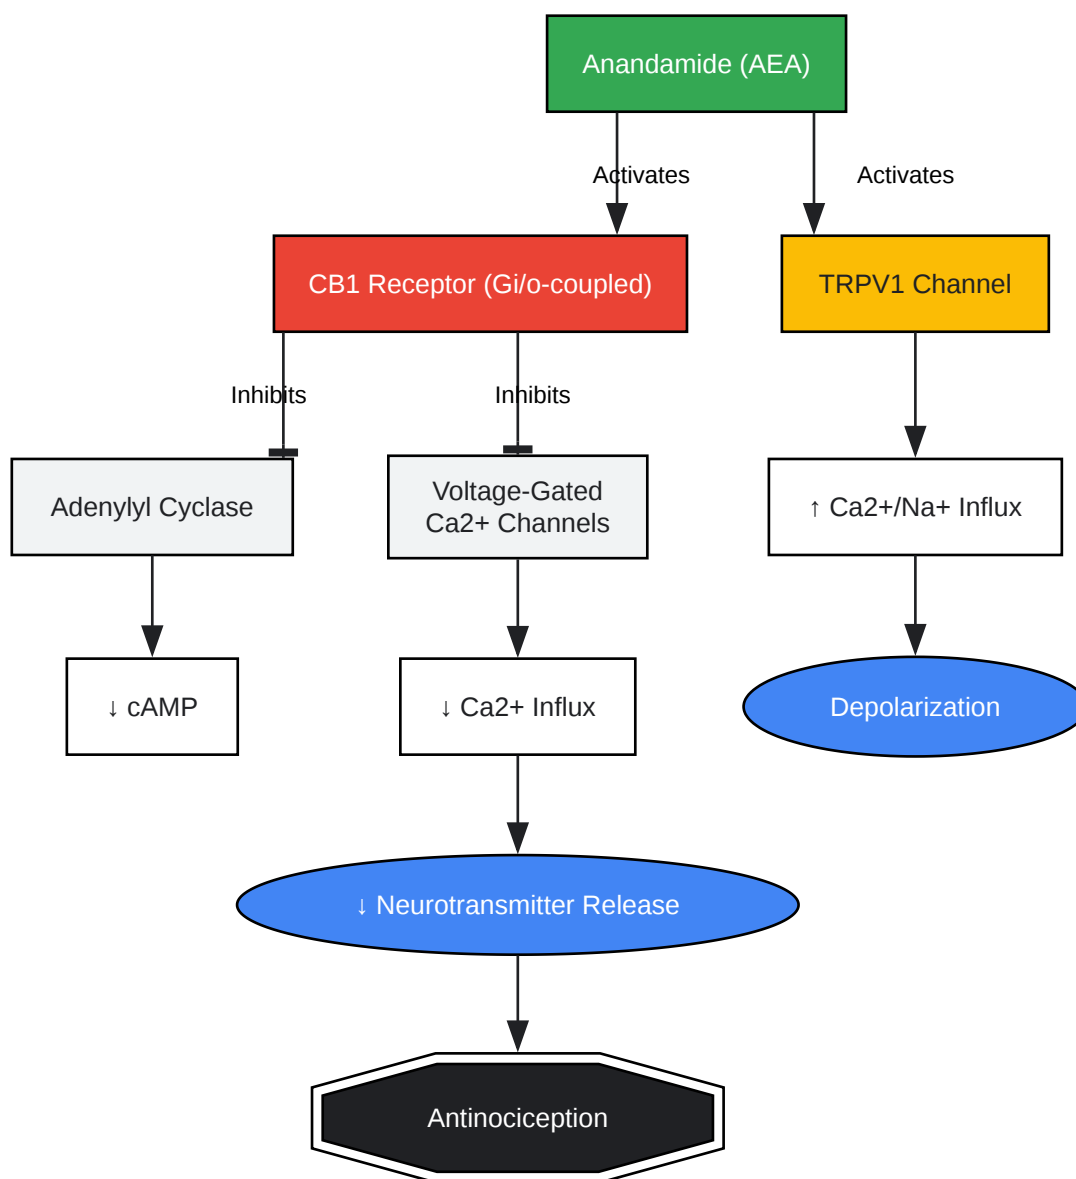 Anandamide (AEA)
Activates
Activates
CB1 Receptor (Gi/o-coupled)
TRPV1 Channel
Inhibits
Inhibits
Adenylyl Cyclase
Voltage-Gated
Ca2+ Channels
↑ Ca2+/Na+ Influx
↓ cAMP
↓ Ca2+ Influx
Depolarization
↓ Neurotransmitter Release
Antinociception